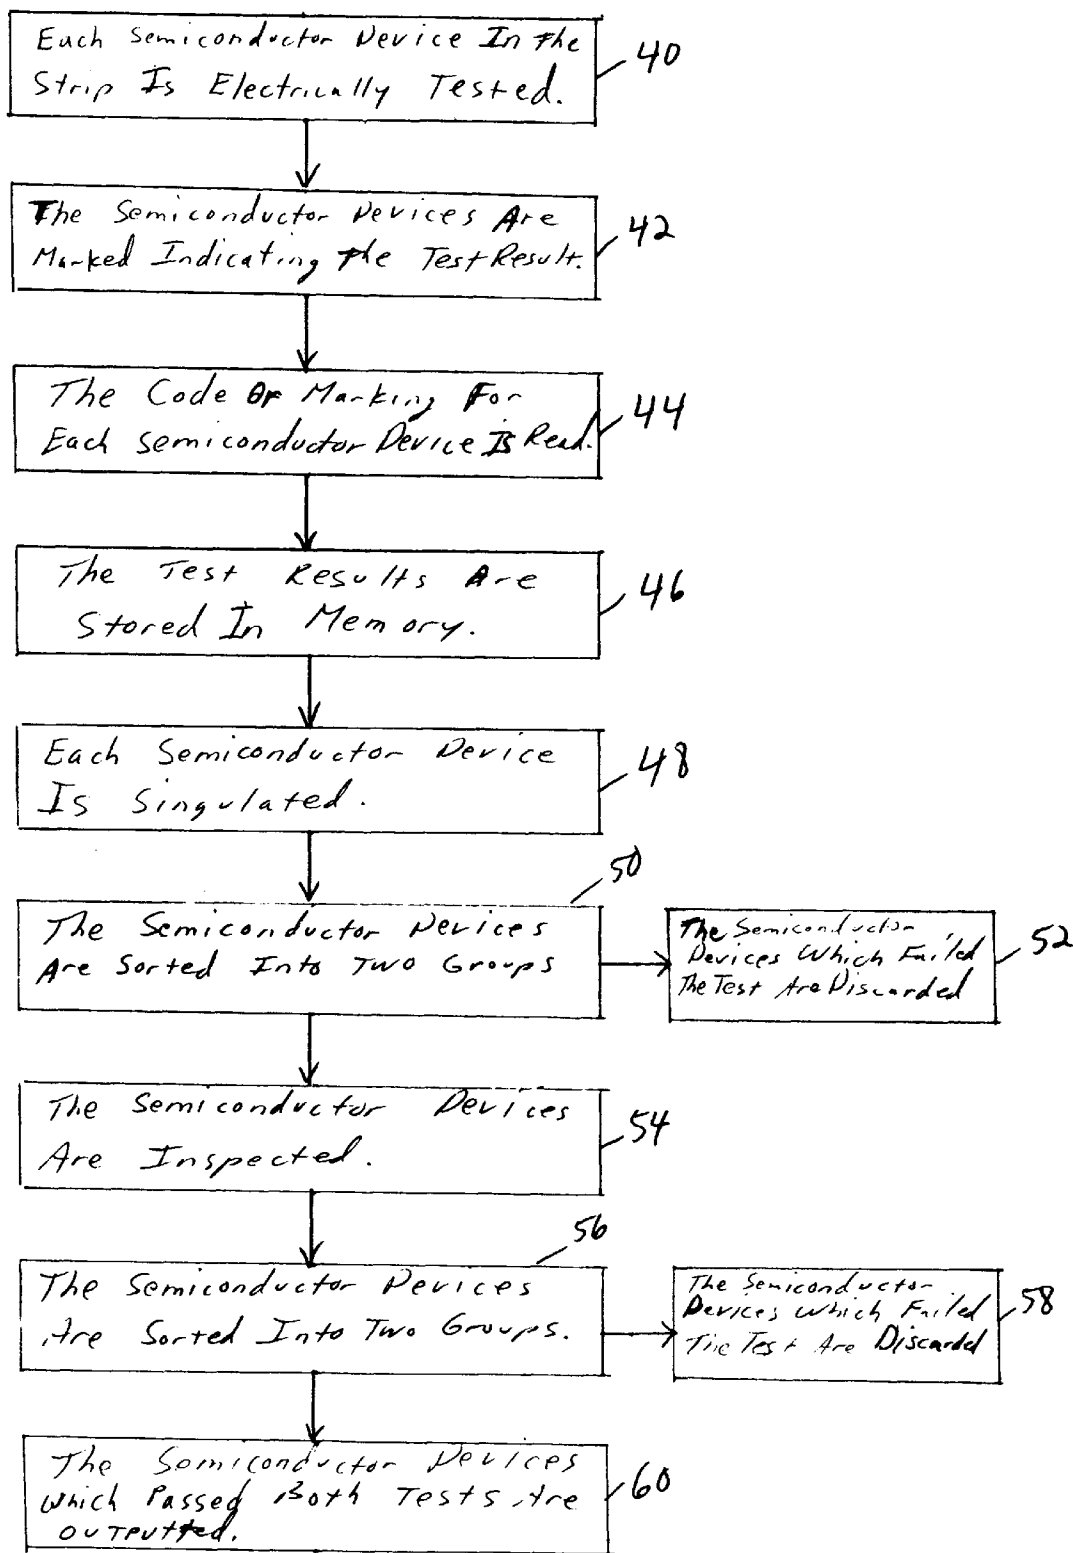 Each Semiconductor Device In The
Strip Is Electrically Tested.
40
The Semiconductor Devices Are
Marked Indicating The Test Result.
42
The Code Or Marking For
Each Semiconductor Device Is Read.
44
The Test Results Are
Stored In Memory.
46
Each Semiconductor Device
Is Singulated.
48
50
The Semiconductor Devices
Are Sorted Into Two Groups
The Semiconductor
Devices Which Failed
The Test Are Discarded
52
The Semiconductor Devices
Are Inspected.
54
56
The Semiconductor Devices
Are Sorted Into Two Groups.
The Semiconductor
Devices Which Failed
The Test Are Discarded
58
The Semiconductor Devices
Which Passed Both Tests Are
Outputted.
60